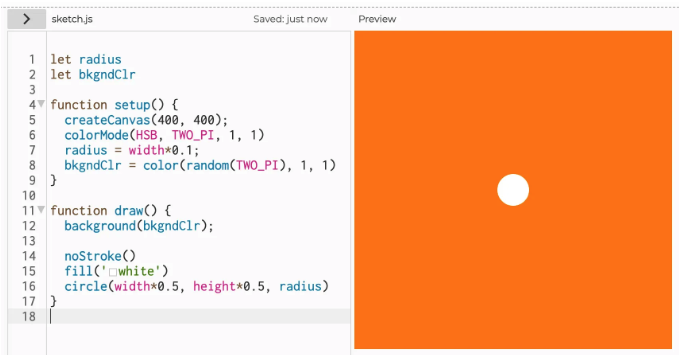 sketch.js Saved: just now Preview
1 let radius
2 let bkgndClr
3
4 function setup() {
5 createCanvas(400, 400);
6 colorMode(HSB, TWO_PI, 1, 1)
7 radius = width*0.1;
8 bkgndClr = color(random(TWO_PI), 1, 1)
9 }
10
11 function draw() {
12 background(bkgndClr);
13
14 noStroke()
15 fill('white')
16 circle(width*0.5, height*0.5, radius)
17 }
18